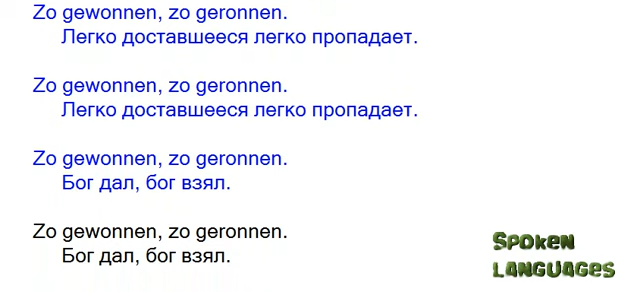 Zo gewonnen, zo geronnen.
Легко доставшееся легко пропадает.
Zo gewonnen, zo geronnen.
Легко доставшееся легко пропадает.
Zo gewonnen, zo geronnen.
Бог дал, бог взял.
Zo gewonnen, zo geronnen.
Бог дал, бог взял.
Spoken
Languages